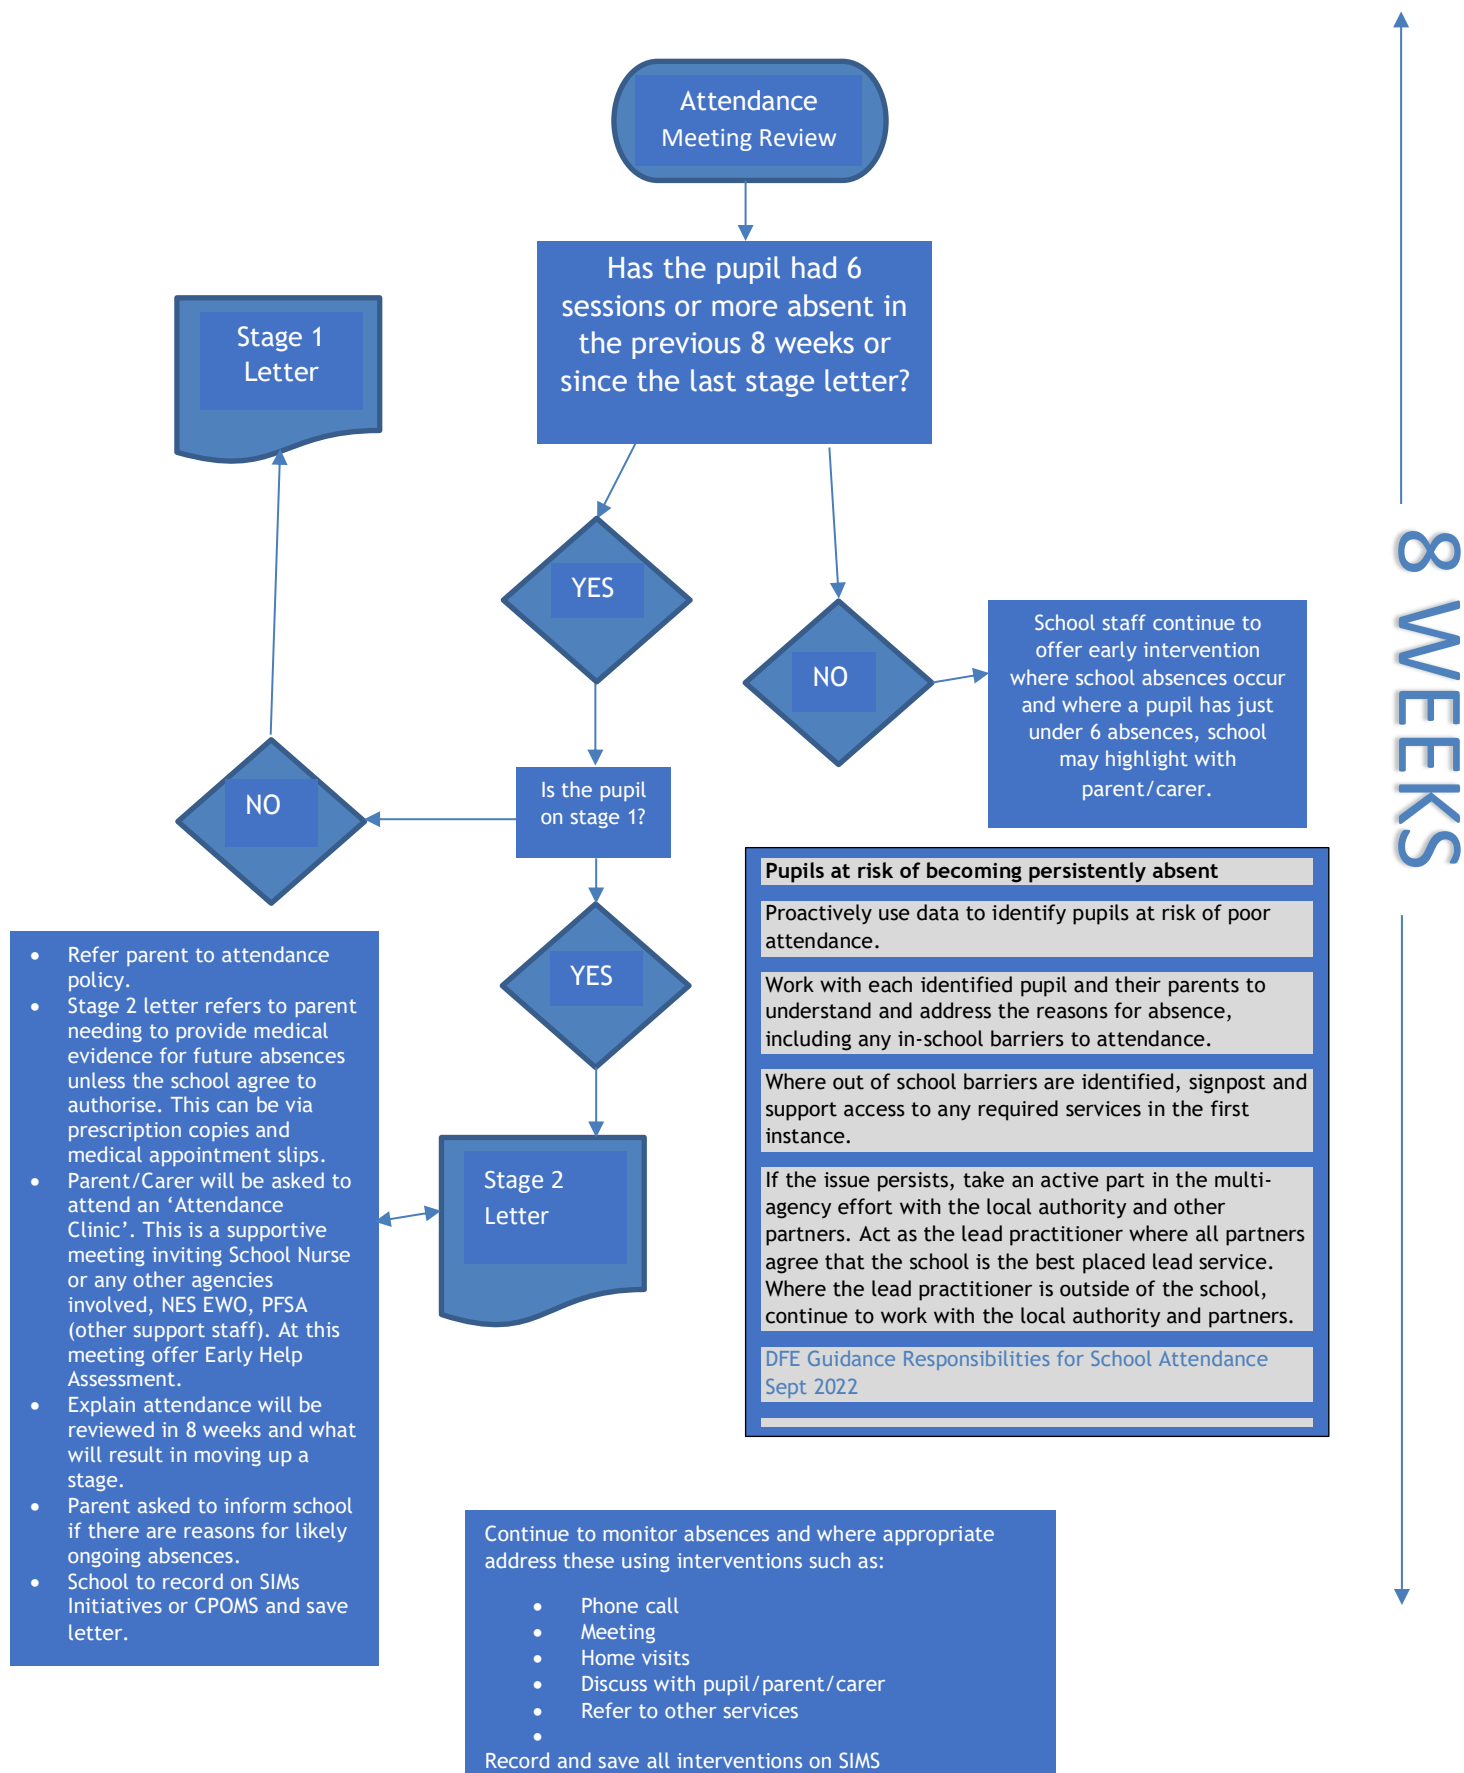 Attendance
Meeting Review
Has the pupil had 6
sessions or more absent in
the previous 8 weeks or
since the last stage letter?
Stage 1
Letter
YES
NO
School staff continue to
offer early intervention
where school absences occur
and where a pupil has just
under 6 absences, school
may highlight with
parent/carer.
8 WEEKS
Is the pupil
on stage 1?
NO
YES
Pupils at risk of becoming persistently absent
Proactively use data to identify pupils at risk of poor
attendance.
Work with each identified pupil and their parents to
understand and address the reasons for absence,
including any in-school barriers to attendance.
Where out of school barriers are identified, signpost and
support access to any required services in the first
instance.
If the issue persists, take an active part in the multi-
agency effort with the local authority and other
partners. Act as the lead practitioner where all partners
agree that the school is the best placed lead service.
Where the lead practitioner is outside of the school,
continue to work with the local authority and partners.
DFE Guidance Responsibilities for School Attendance
Sept 2022
• Refer parent to attendance
policy.
• Stage 2 letter refers to parent
needing to provide medical
evidence for future absences
unless the school agree to
authorise. This can be via
prescription copies and
medical appointment slips.
• Parent/Carer will be asked to
attend an ‘Attendance
Clinic’. This is a supportive
meeting inviting School Nurse
or any other agencies
involved, NES EWO, PFSA
(other support staff). At this
meeting offer Early Help
Assessment.
• Explain attendance will be
reviewed in 8 weeks and what
will result in moving up a
stage.
• Parent asked to inform school
if there are reasons for likely
ongoing absences.
• School to record on SIMs
Initiatives or CPOMS and save
letter.
Stage 2
Letter
Continue to monitor absences and where appropriate
address these using interventions such as:
• Phone call
• Meeting
• Home visits
• Discuss with pupil/parent/carer
• Refer to other services
•
Record and save all interventions on SIMS